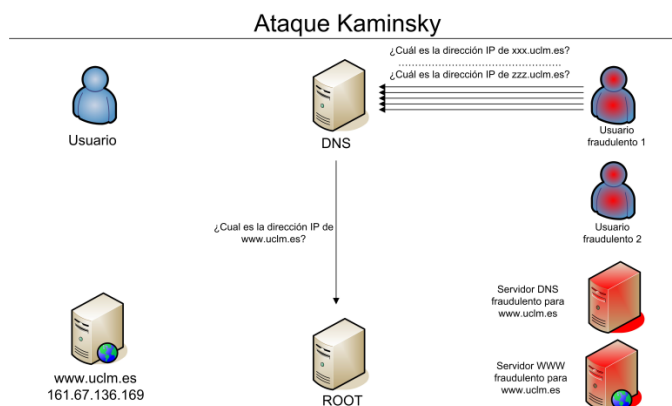 Ataque Kaminsky
¿Cuál es la dirección IP de xxx.uclm.es?
¿Cuál es la dirección IP de zzz.uclm.es?
Usuario
DNS
Usuario
fraudulento 1
¿Cual es la dirección IP de
www.uclm.es?
Usuario
fraudulento 2
Servidor DNS
fraudulento para
www.uclm.es
www.uclm.es
161.67.136.169
ROOT
Servidor WWW
fraudulento para
www.uclm.es